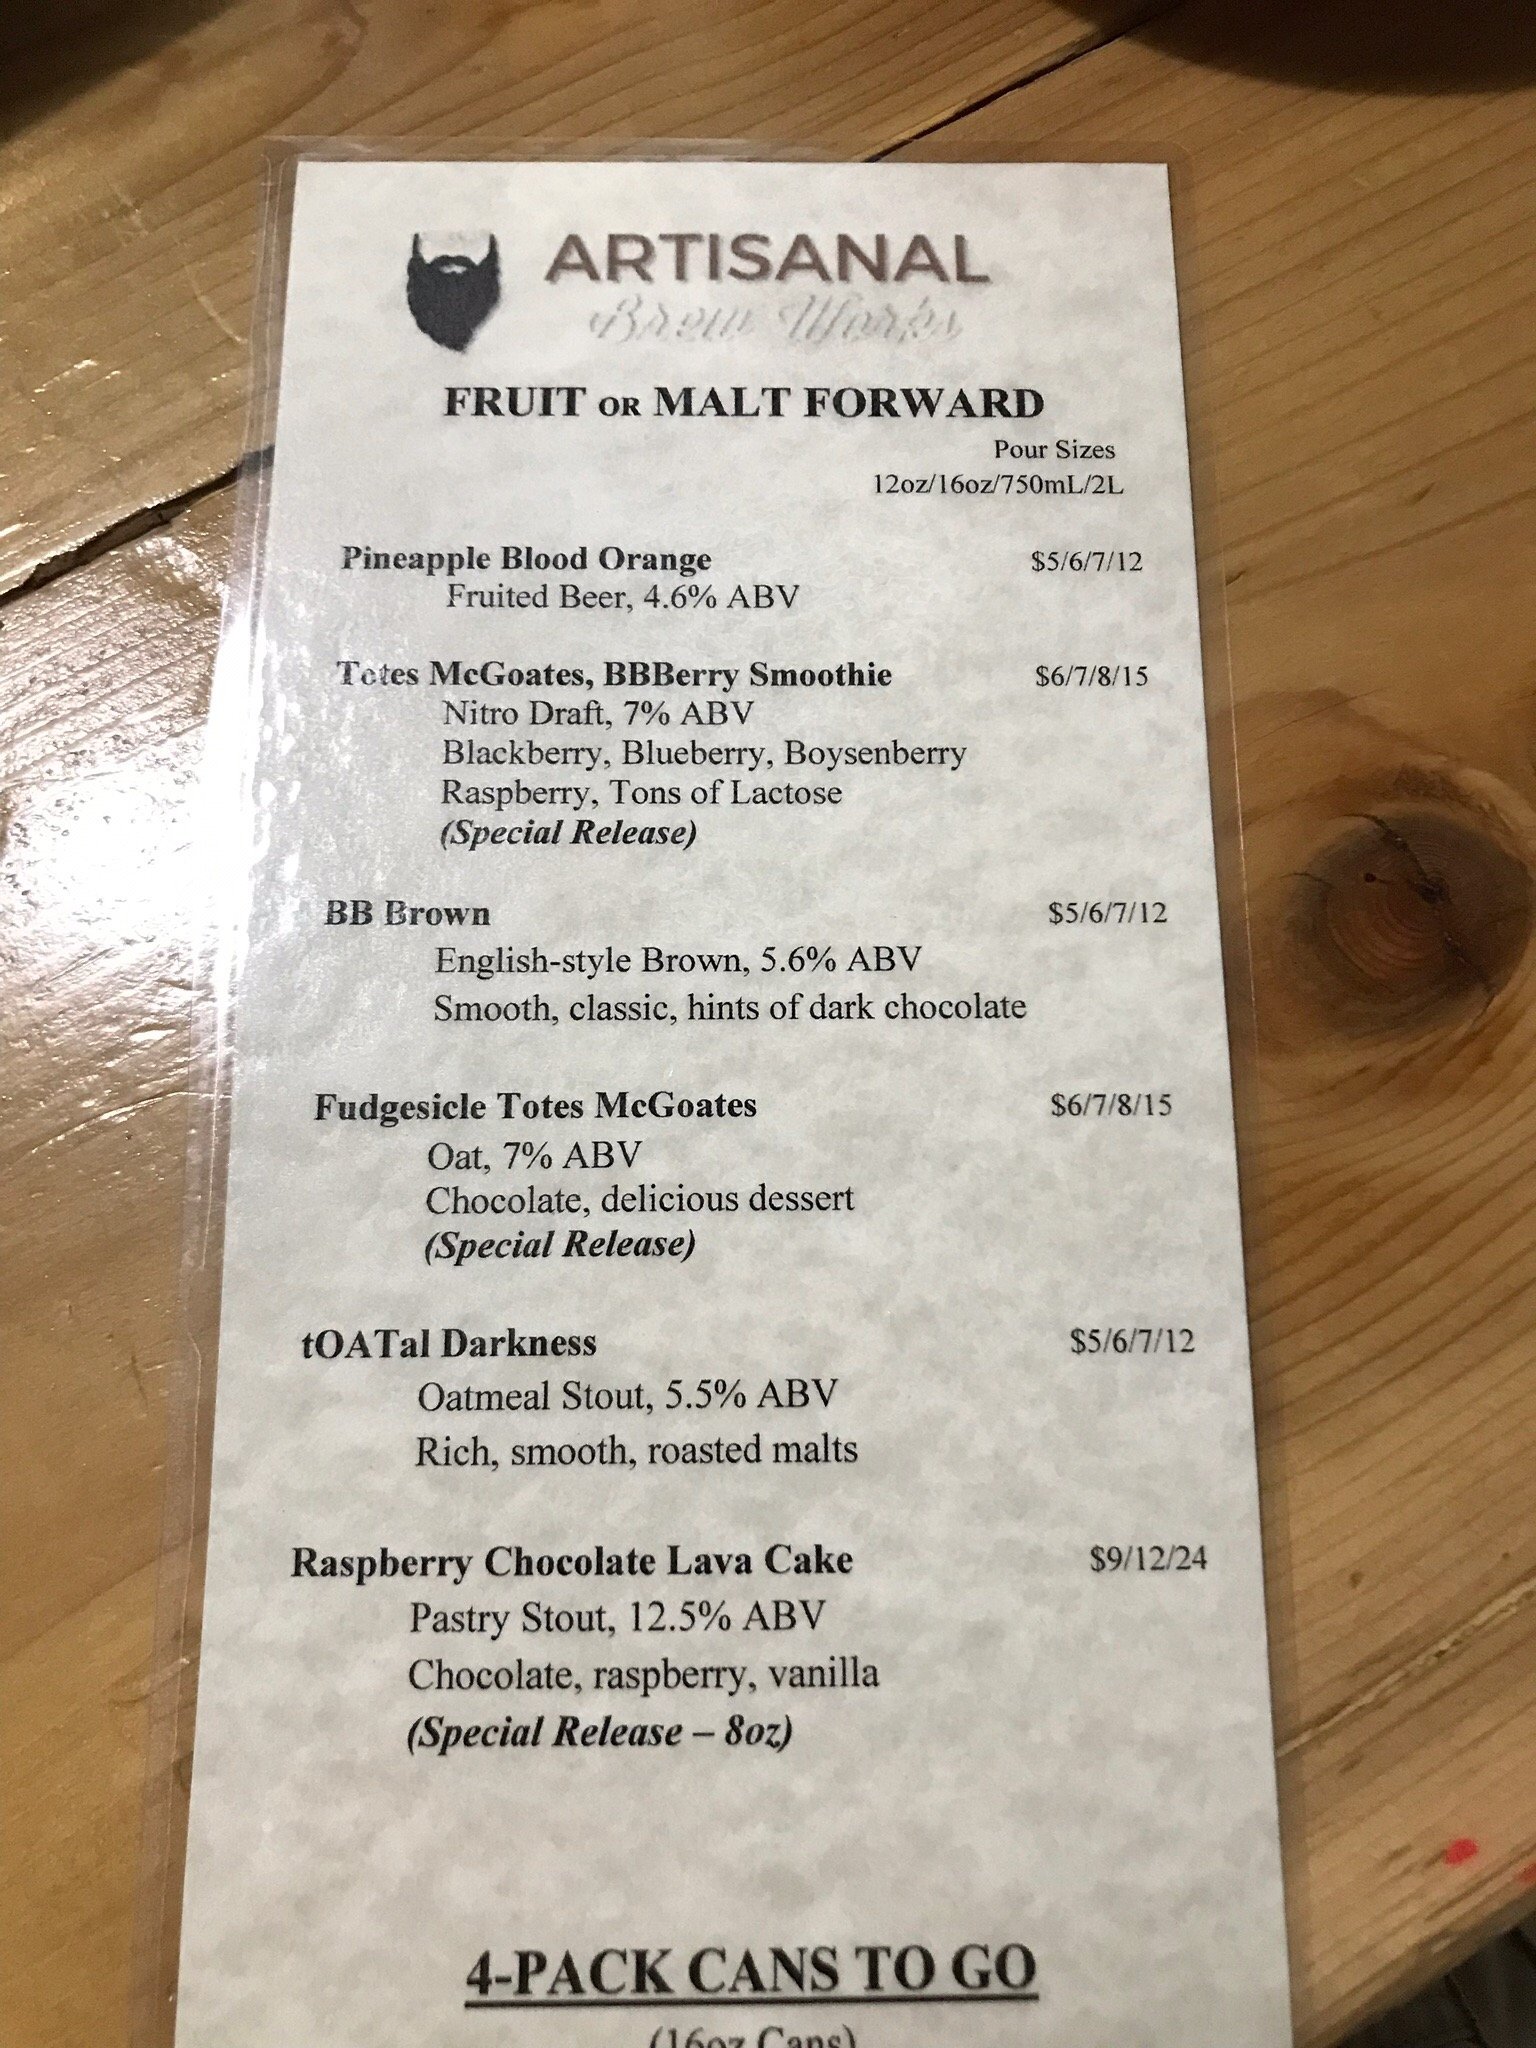 ARTISANAL
Brew Works
FRUIT OR MALT FORWARD
Pour Sizes
12oz/16oz/750mL/2L
Pineapple Blood Orange $5/6/7/12
Fruited Beer, 4.6% ABV
Totes McGoates, BBBerry Smoothie $6/7/8/15
Nitro Draft, 7% ABV
Blackberry, Blueberry, Boysenberry
Raspberry, Tons of Lactose
(Special Release)
BB Brown $5/6/7/12
English-style Brown, 5.6% ABV
Smooth, classic, hints of dark chocolate
Fudgesicle Totes McGoates $6/7/8/15
Oat, 7% ABV
Chocolate, delicious dessert
(Special Release)
tOATal Darkness $5/6/7/12
Oatmeal Stout, 5.5% ABV
Rich, smooth, roasted malts
Raspberry Chocolate Lava Cake $9/12/24
Pastry Stout, 12.5% ABV
Chocolate, raspberry, vanilla
(Special Release – 8oz)
4-PACK CANS TO GO
(16oz Cans)